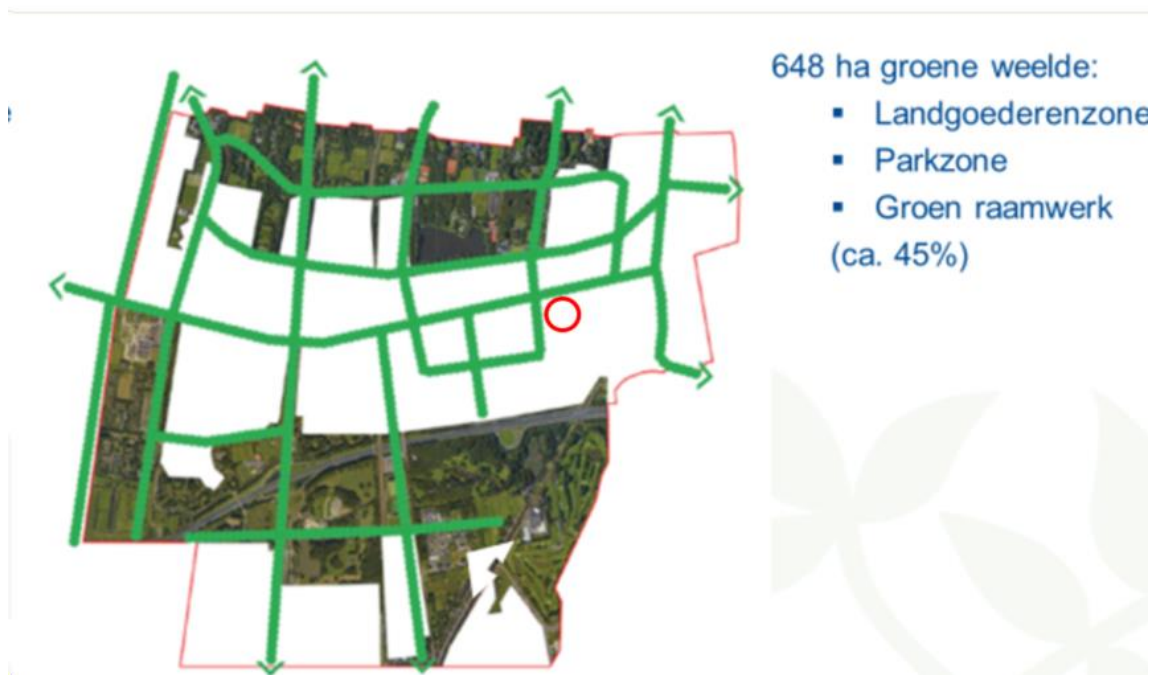 648 ha groene weelde:
▪ Landgoederenzone
▪ Parkzone
▪ Groen raamwerk
(ca. 45%)